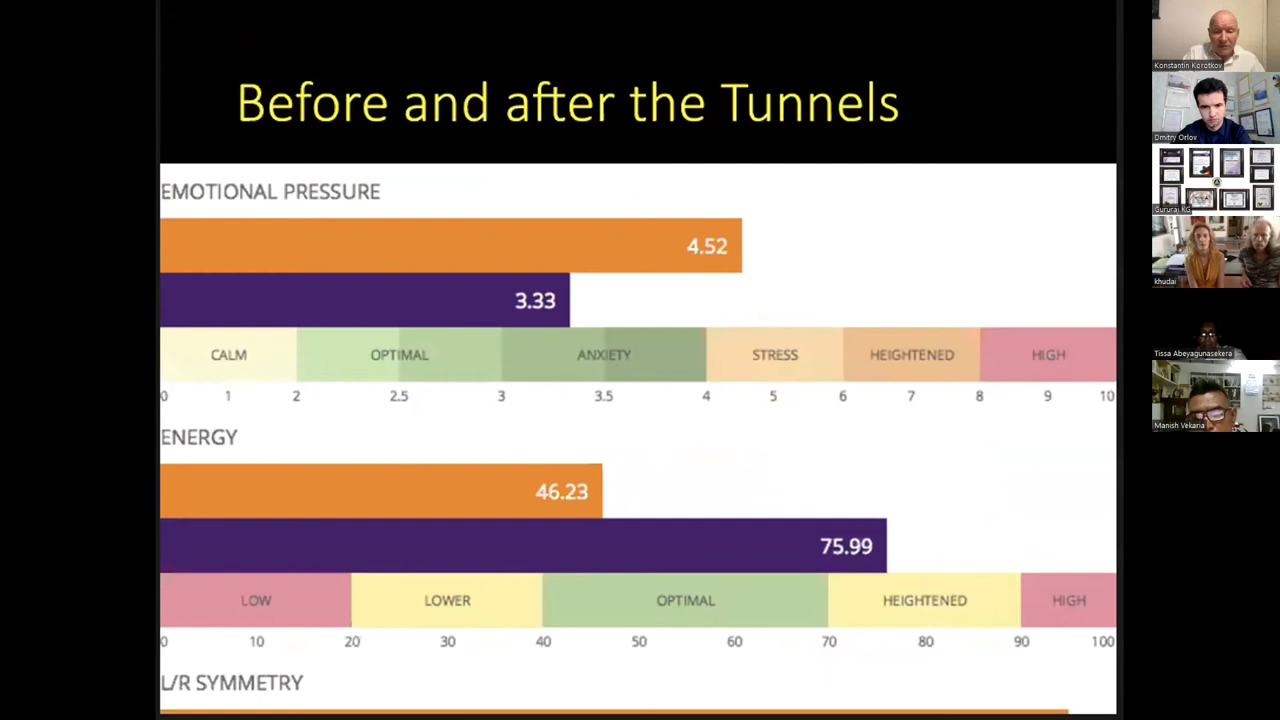 Before and after the Tunnels
EMOTIONAL PRESSURE
4.52
3.33
CALM OPTIMAL ANXIETY STRESS HEIGHTENED HIGH
0 1 2 2.5 3 3.5 4 5 6 7 8 9 10
ENERGY
46.23
75.99
LOW LOWER OPTIMAL HEIGHTENED HIGH
0 10 20 30 40 50 60 70 80 90 100
L/R SYMMETRY
Konstantin Korotkov
Dmitry Orlov
Gururaj KG
khudai
Tissa Abeyagunasekera
Manish Vekaria